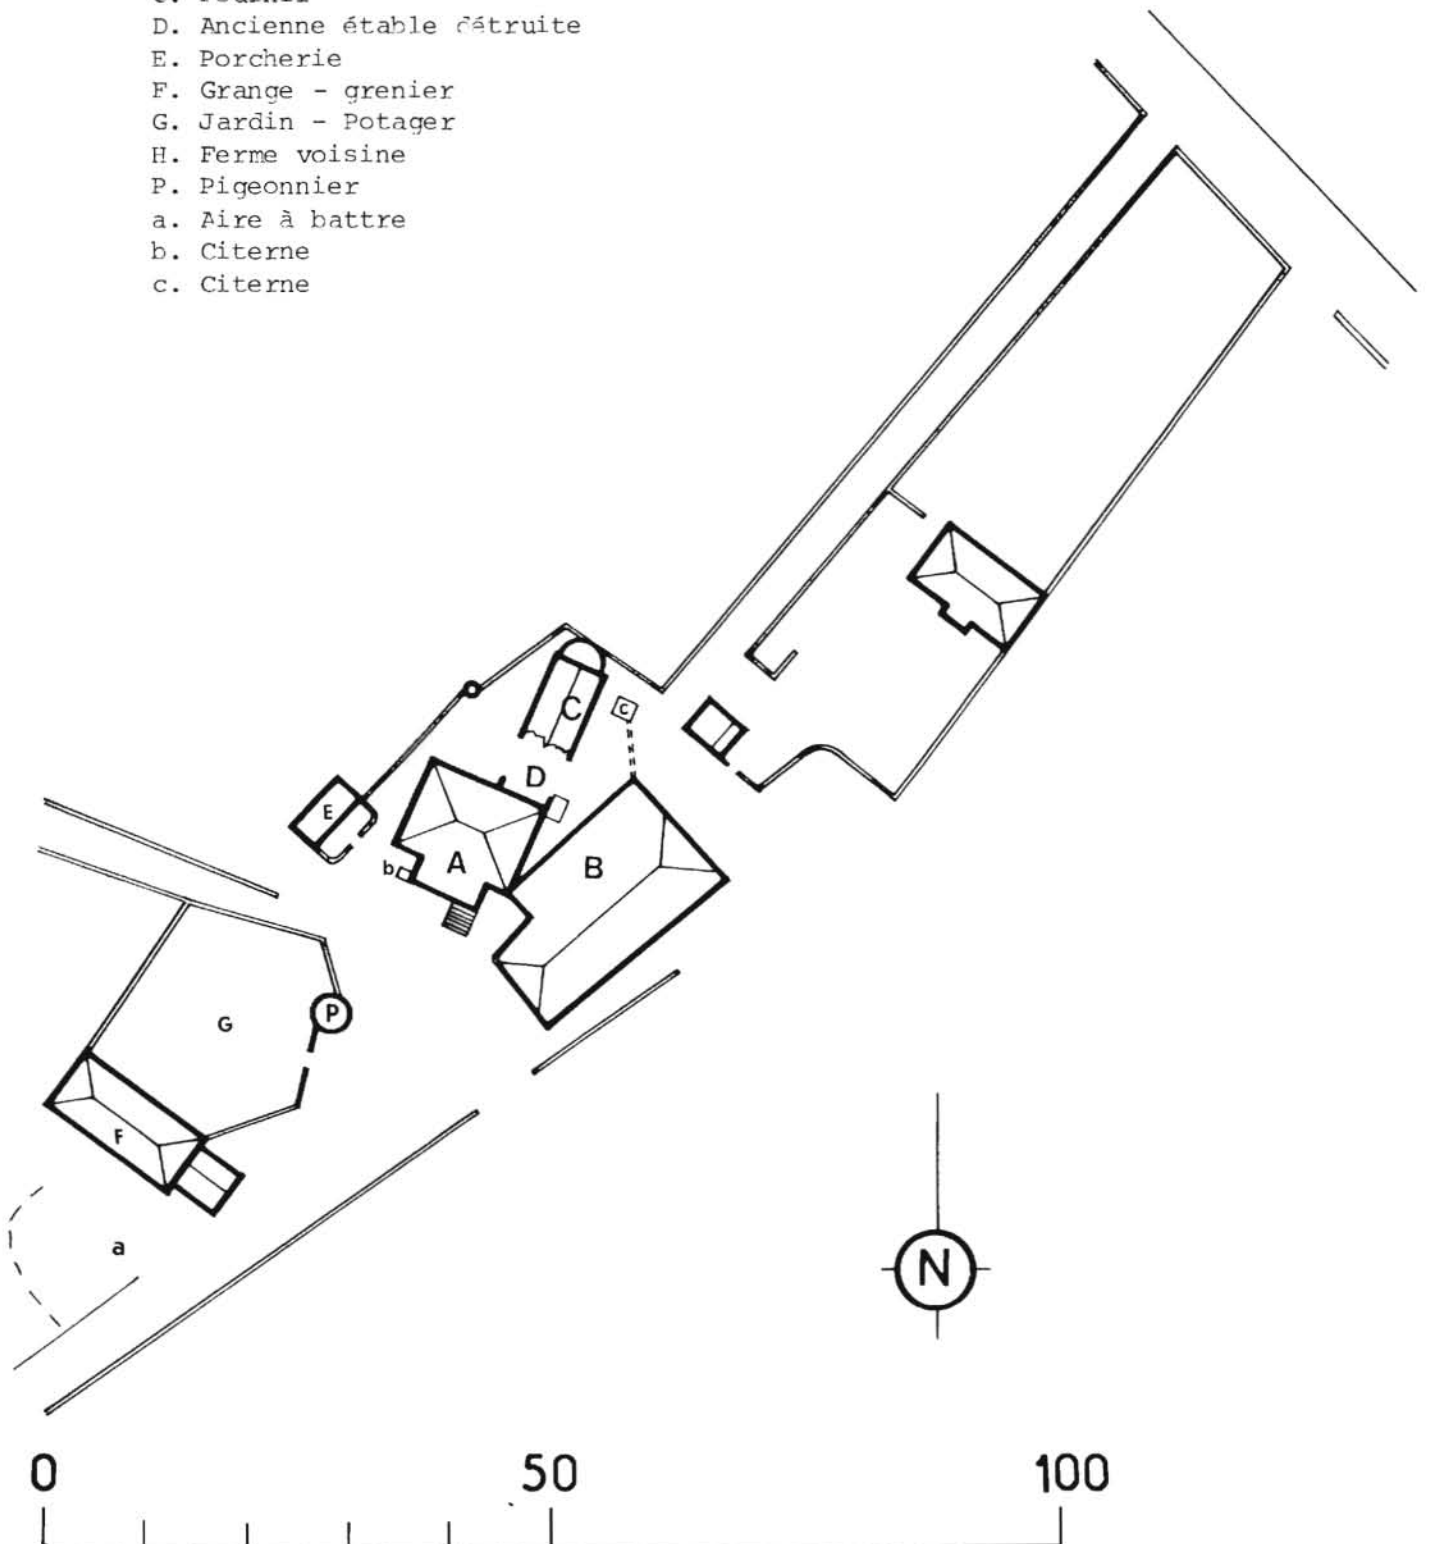 D. Ancienne étable détruite
E. Porcherie
F. Grange - grenier
G. Jardin - Potager
H. Ferme voisine
P. Pigeonnier
a. Aire à battre
b. Citerne
c. Citerne
C
c
D
E
A
B
b
P
G
F
a
N
0 50 100